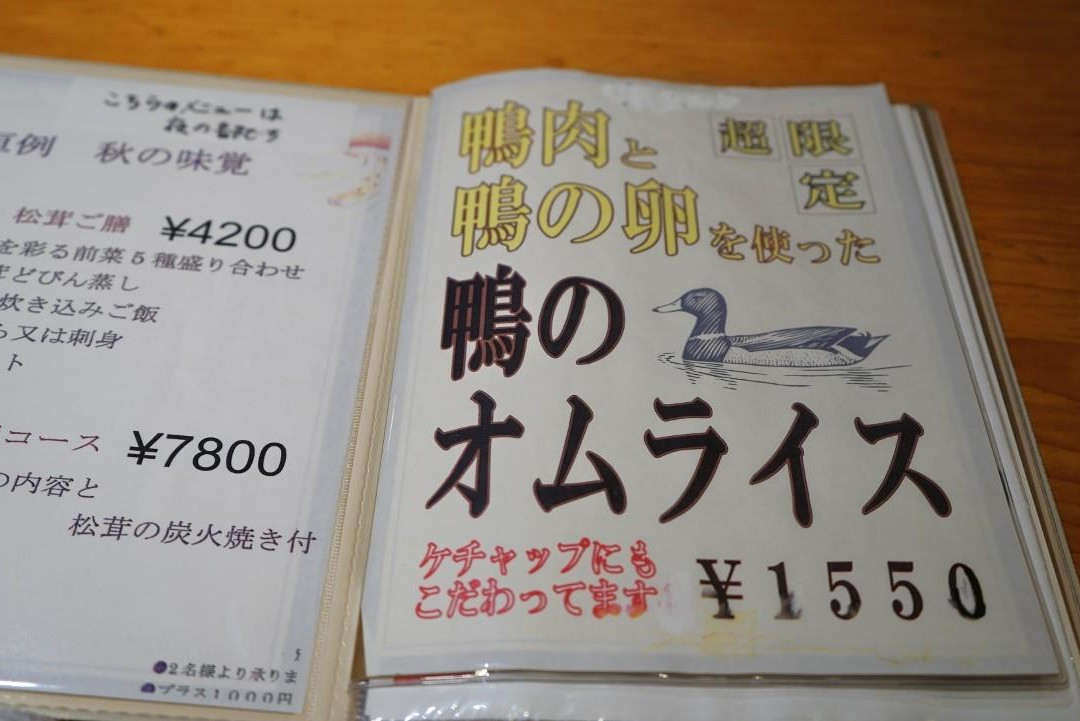 こちらのメニューは
夜の部です
恒例 秋の味覚
松茸ご膳 ¥4200
を彩る前菜5種盛り合わせ
どびん蒸し
炊き込みご飯
又は刺身
ト
コース ¥7800
の内容と
松茸の炭火焼き付
●2名様より承りま
●プラス1000円
超限定
鴨肉と
鴨の卵を使った
鴨の
オムライス
ケチャップにも
こだわってます
¥1550